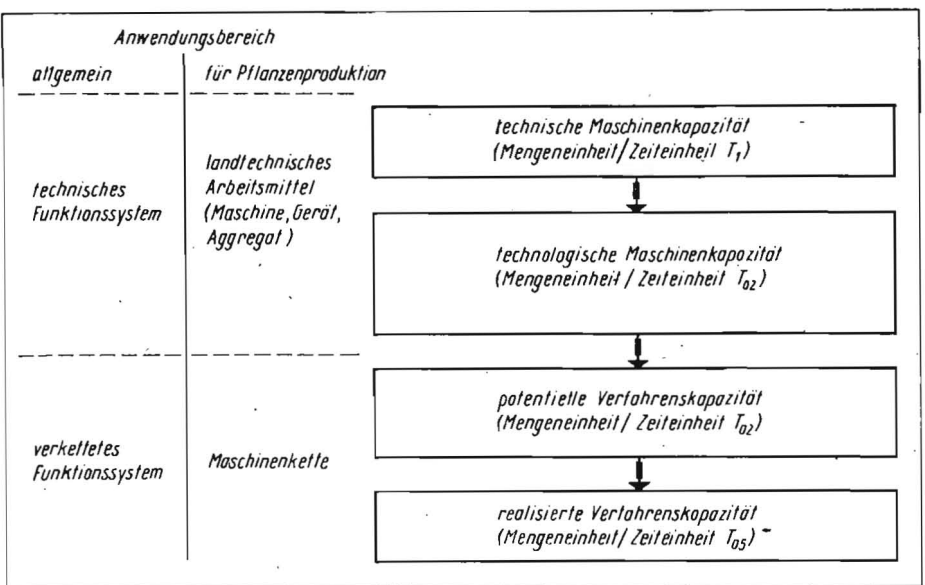 Anwendungsbereich
allgemein
für Pflanzenproduktion
technisches
Funktionssystem
landtechnisches
Arbeitsmittel
(Maschine, Gerät,
Aggregat)
technische Maschinenkapazität
(Mengeneinheit/Zeiteinheit T₁)
technologische Maschinenkapazität
(Mengeneinheit / Zeiteinheit T₀₂)
verkettetes
Funktionssystem
Maschinenkette
potentielle Verfahrenskapazität
(Mengeneinheit / Zeiteinheit T₀₂)
realisierte Verfahrenskapazität
(Mengeneinheit / Zeiteinheit T₀₅)